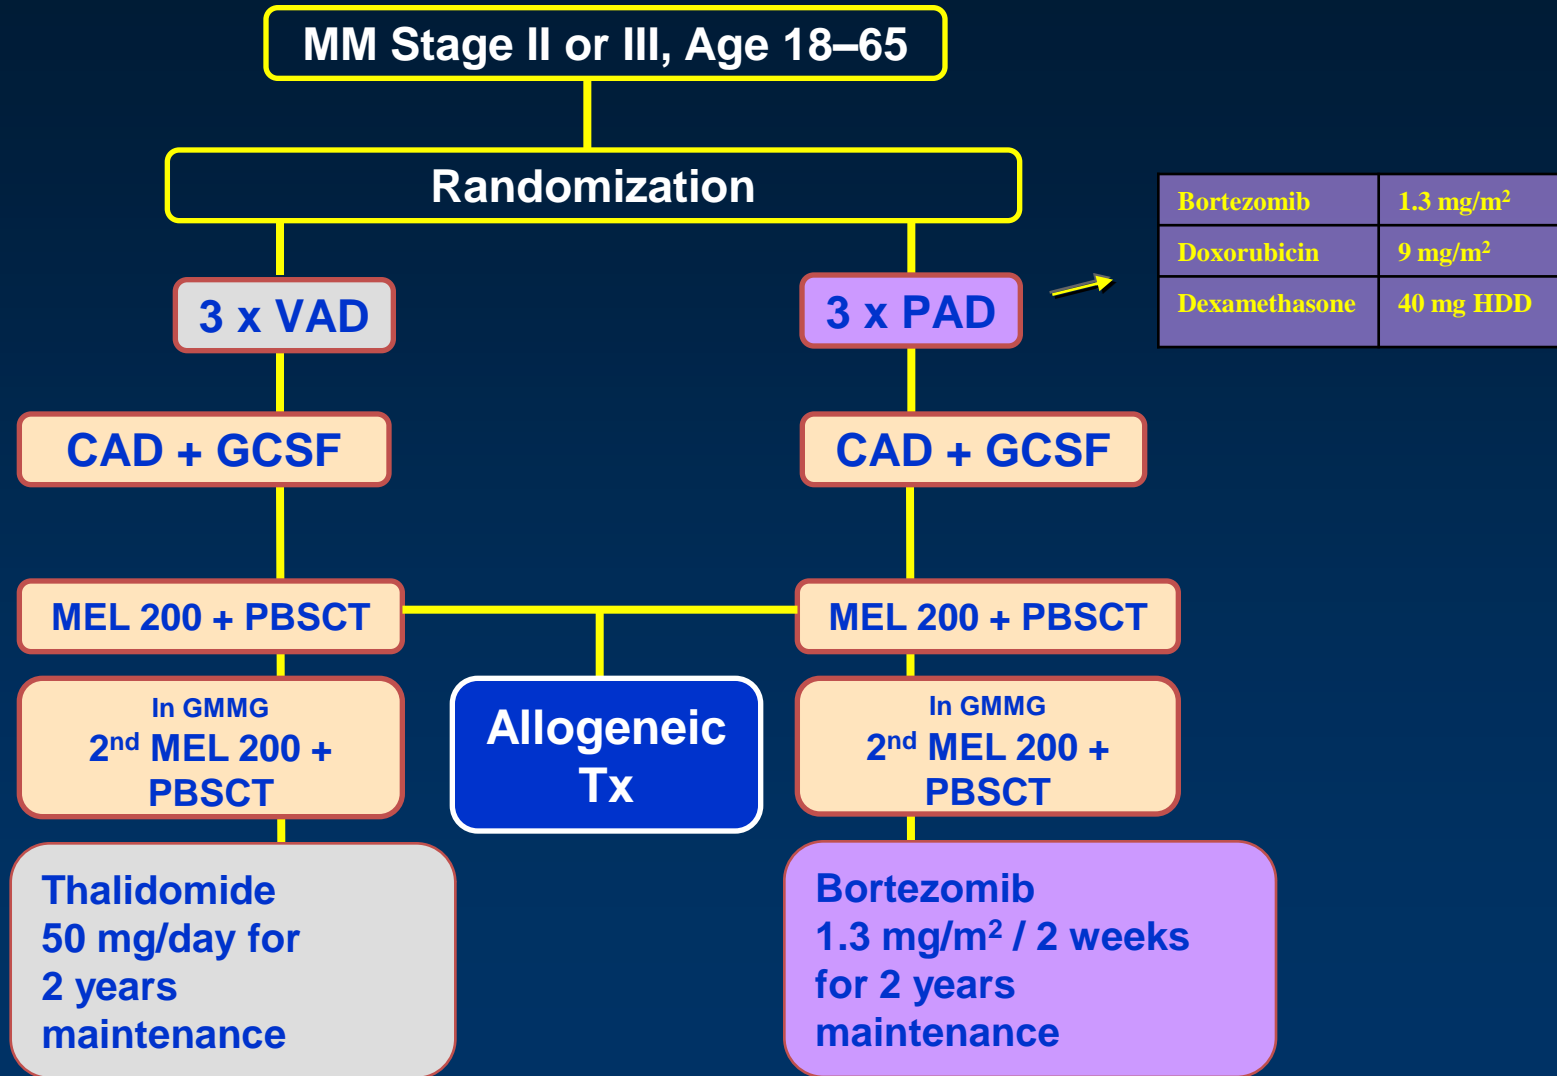 MM Stage II or III, Age 18–65
Randomization
3 x VAD
3 x PAD
Bortezomib 1.3 mg/m²
Doxorubicin 9 mg/m²
Dexamethasone 40 mg HDD
CAD + GCSF
CAD + GCSF
MEL 200 + PBSCT
MEL 200 + PBSCT
In GMMG
2nd MEL 200 +
PBSCT
Allogeneic
Tx
In GMMG
2nd MEL 200 +
PBSCT
Thalidomide
50 mg/day for
2 years
maintenance
Bortezomib
1.3 mg/m² / 2 weeks
for 2 years
maintenance